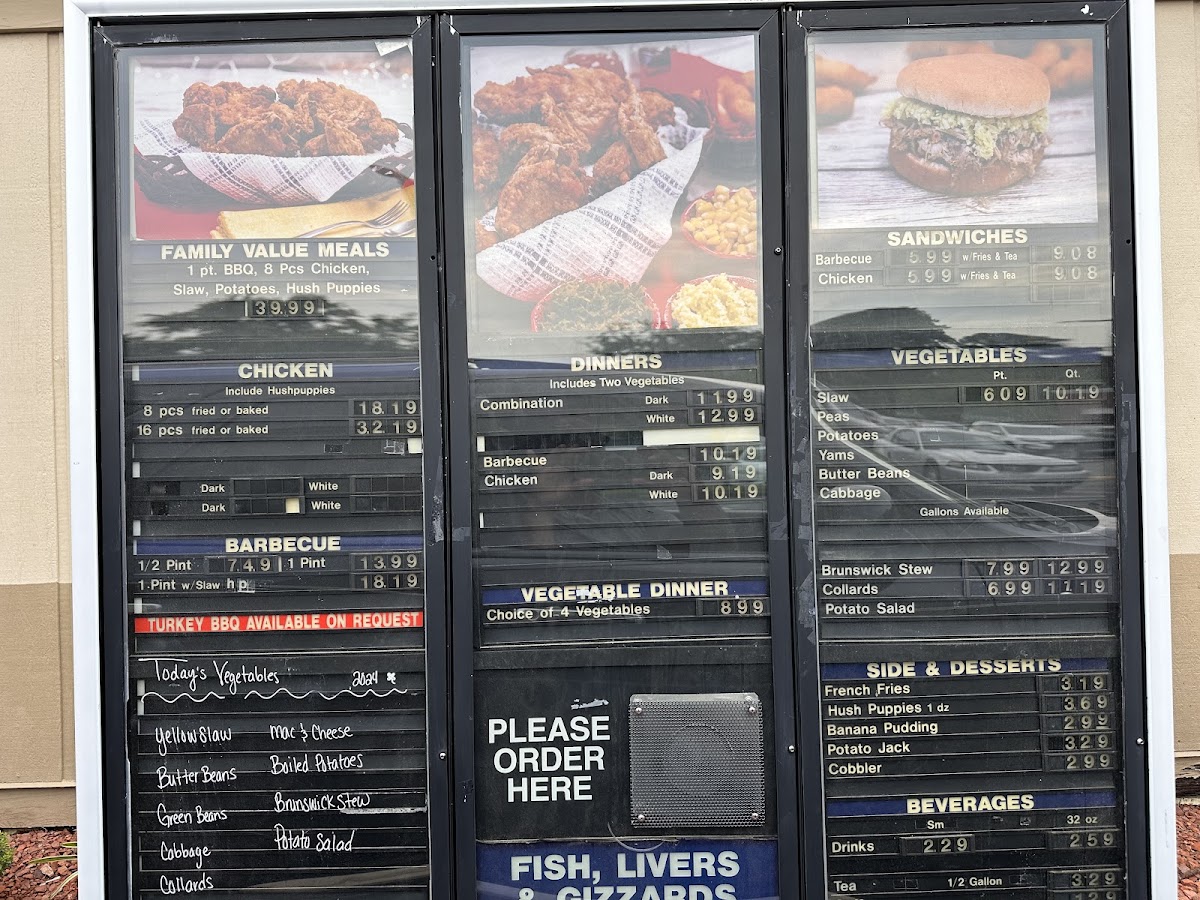 FAMILY VALUE MEALS
1 pt. BBQ, 8 Pcs Chicken,
Slaw, Potatoes, Hush Puppies
39.99
CHICKEN
Include Hushpuppies
8 pcs fried or baked 18.19
16 pcs fried or baked 32.19
Dark White
Dark White
BARBECUE
1/2 Pint 7.49 1 Pint 13.99
1 Pint w/Slaw hp 18.19
TURKEY BBQ AVAILABLE ON REQUEST
Today's Vegetables 2024
Yellow Slaw Mac & Cheese
Butter Beans Boiled Potatoes
Green Beans Brunswick Stew
Cabbage Potato Salad
Collards
DINNERS
Includes Two Vegetables
Combination Dark 11.99
White 12.99
Barbecue 10.19
Chicken Dark 9.19
White 10.19
VEGETABLE DINNER
Choice of 4 Vegetables 8.99
PLEASE
ORDER
HERE
FISH, LIVERS
& GIZZARDS
SANDWICHES
Barbecue 5.99 w/Fries & Tea 9.08
Chicken 5.99 w/Fries & Tea 9.08
VEGETABLES
Pt. Qt.
Slaw 6.09 10.19
Peas
Potatoes
Yams
Butter Beans
Cabbage
Gallons Available
Brunswick Stew 7.99 12.99
Collards 6.99 11.19
Potato Salad
SIDE & DESSERTS
French Fries 3.19
Hush Puppies 1 dz 3.69
Banana Pudding 2.99
Potato Jack 3.29
Cobbler 2.99
BEVERAGES
Sm 32 oz
Drinks 2.29 2.59
Tea 1/2 Gallon 3.29